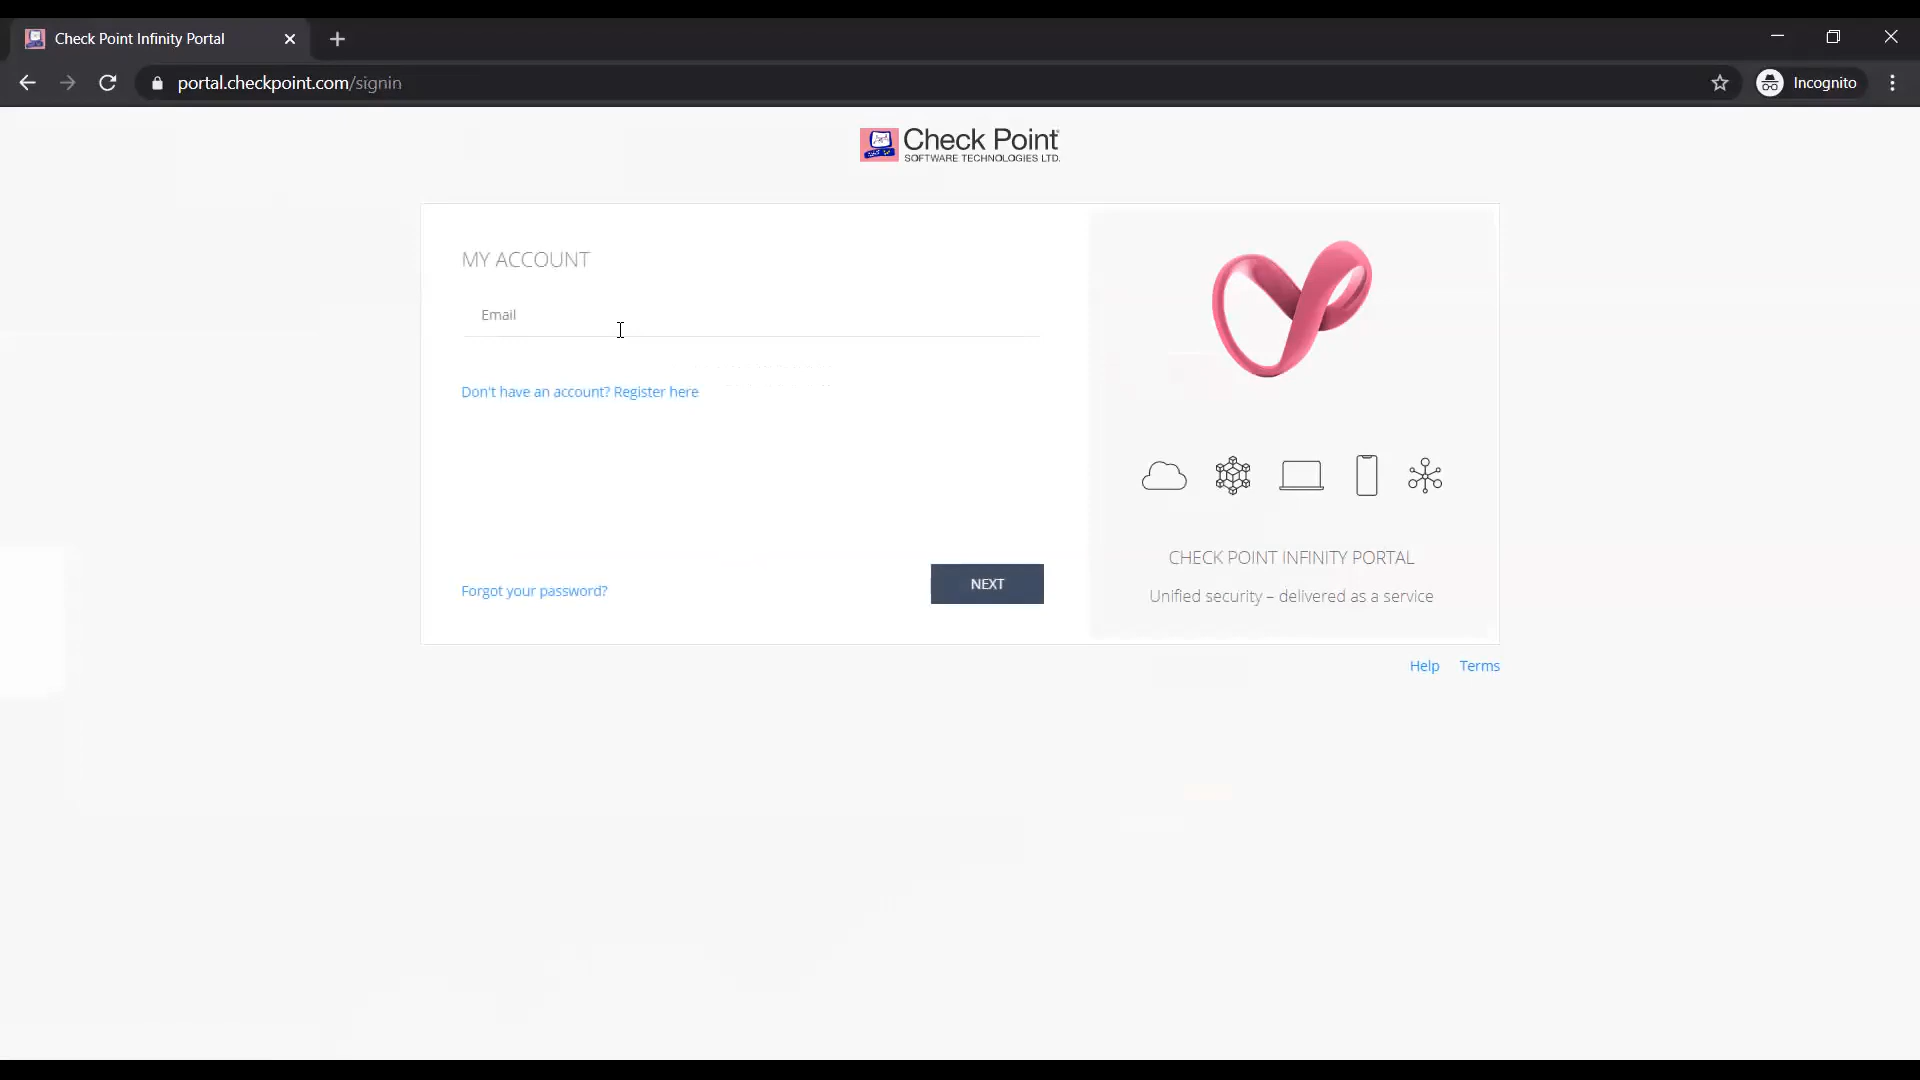 Check Point Infinity Portal
portal.checkpoint.com/signin
Incognito
Check Point
SOFTWARE TECHNOLOGIES LTD.
MY ACCOUNT
Email
Don't have an account? Register here
Forgot your password?
NEXT
CHECK POINT INFINITY PORTAL
Unified security – delivered as a service
Help Terms